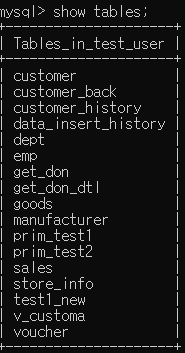 mysql> show tables;
+--------------------+
| Tables_in_test_user |
+--------------------+
| customer |
| customer_back |
| customer_history |
| data_insert_history |
| dept |
| emp |
| get_don |
| get_don_dtl |
| goods |
| manufacturer |
| prim_test1 |
| prim_test2 |
| sales |
| store_info |
| test1_new |
| v_customa |
| voucher |
+--------------------+